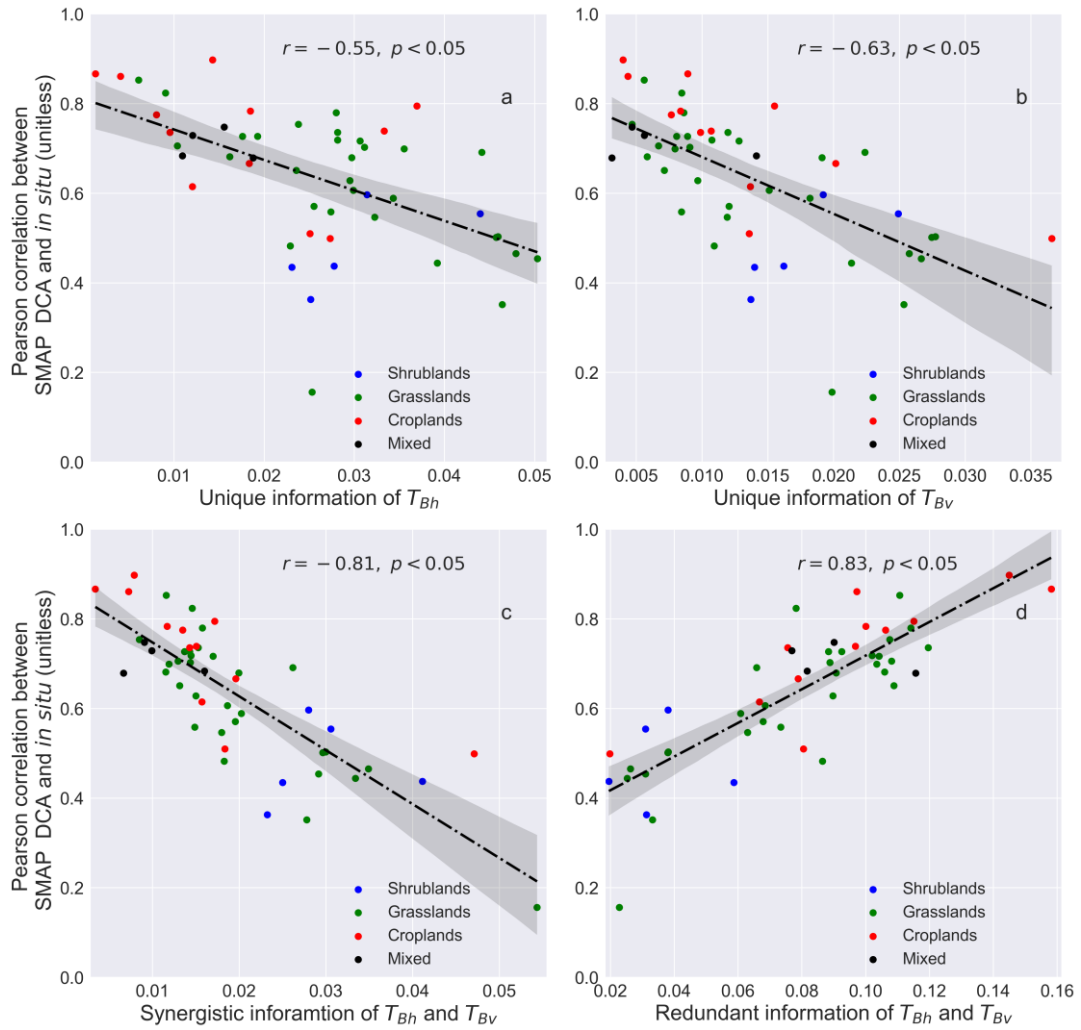 1.0
0.8
0.6
0.4
0.2
0.0
Pearson correlation between
SMAP DCA and in situ (unitless)
r = −0.55, p < 0.05
a
Shrublands
Grasslands
Croplands
Mixed
0.01 0.02 0.03 0.04 0.05
Unique information of TBh
1.0
0.8
0.6
0.4
0.2
0.0
r = −0.63, p < 0.05
b
Shrublands
Grasslands
Croplands
Mixed
0.005 0.010 0.015 0.020 0.025 0.030 0.035
Unique information of TBv
1.0
0.8
0.6
0.4
0.2
0.0
Pearson correlation between
SMAP DCA and in situ (unitless)
r = −0.81, p < 0.05
c
Shrublands
Grasslands
Croplands
Mixed
0.01 0.02 0.03 0.04 0.05
Synergistic inforamtion of TBh and TBv
1.0
0.8
0.6
0.4
0.2
0.0
r = 0.83, p < 0.05
d
Shrublands
Grasslands
Croplands
Mixed
0.02 0.04 0.06 0.08 0.10 0.12 0.14 0.16
Redundant information of TBh and TBv